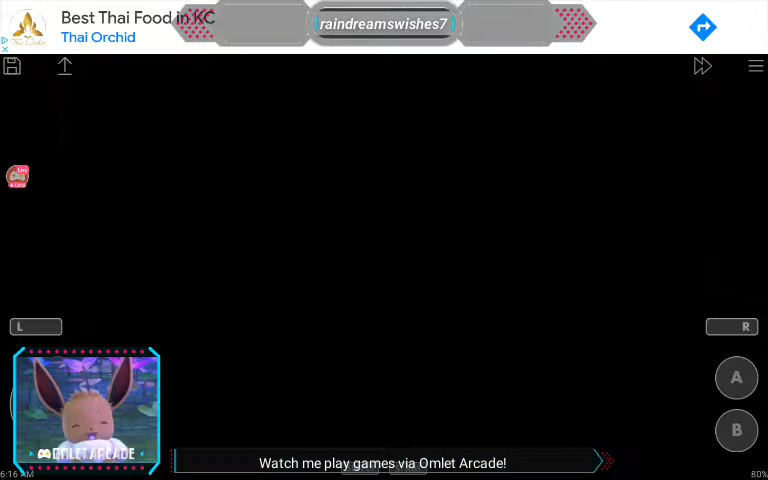 Best Thai Food in KC
Thai Orchid
raindreamswishes7
Live
L
R
A
B
OMLET ARCADE
Watch me play games via Omlet Arcade!
6:16 AM
80%